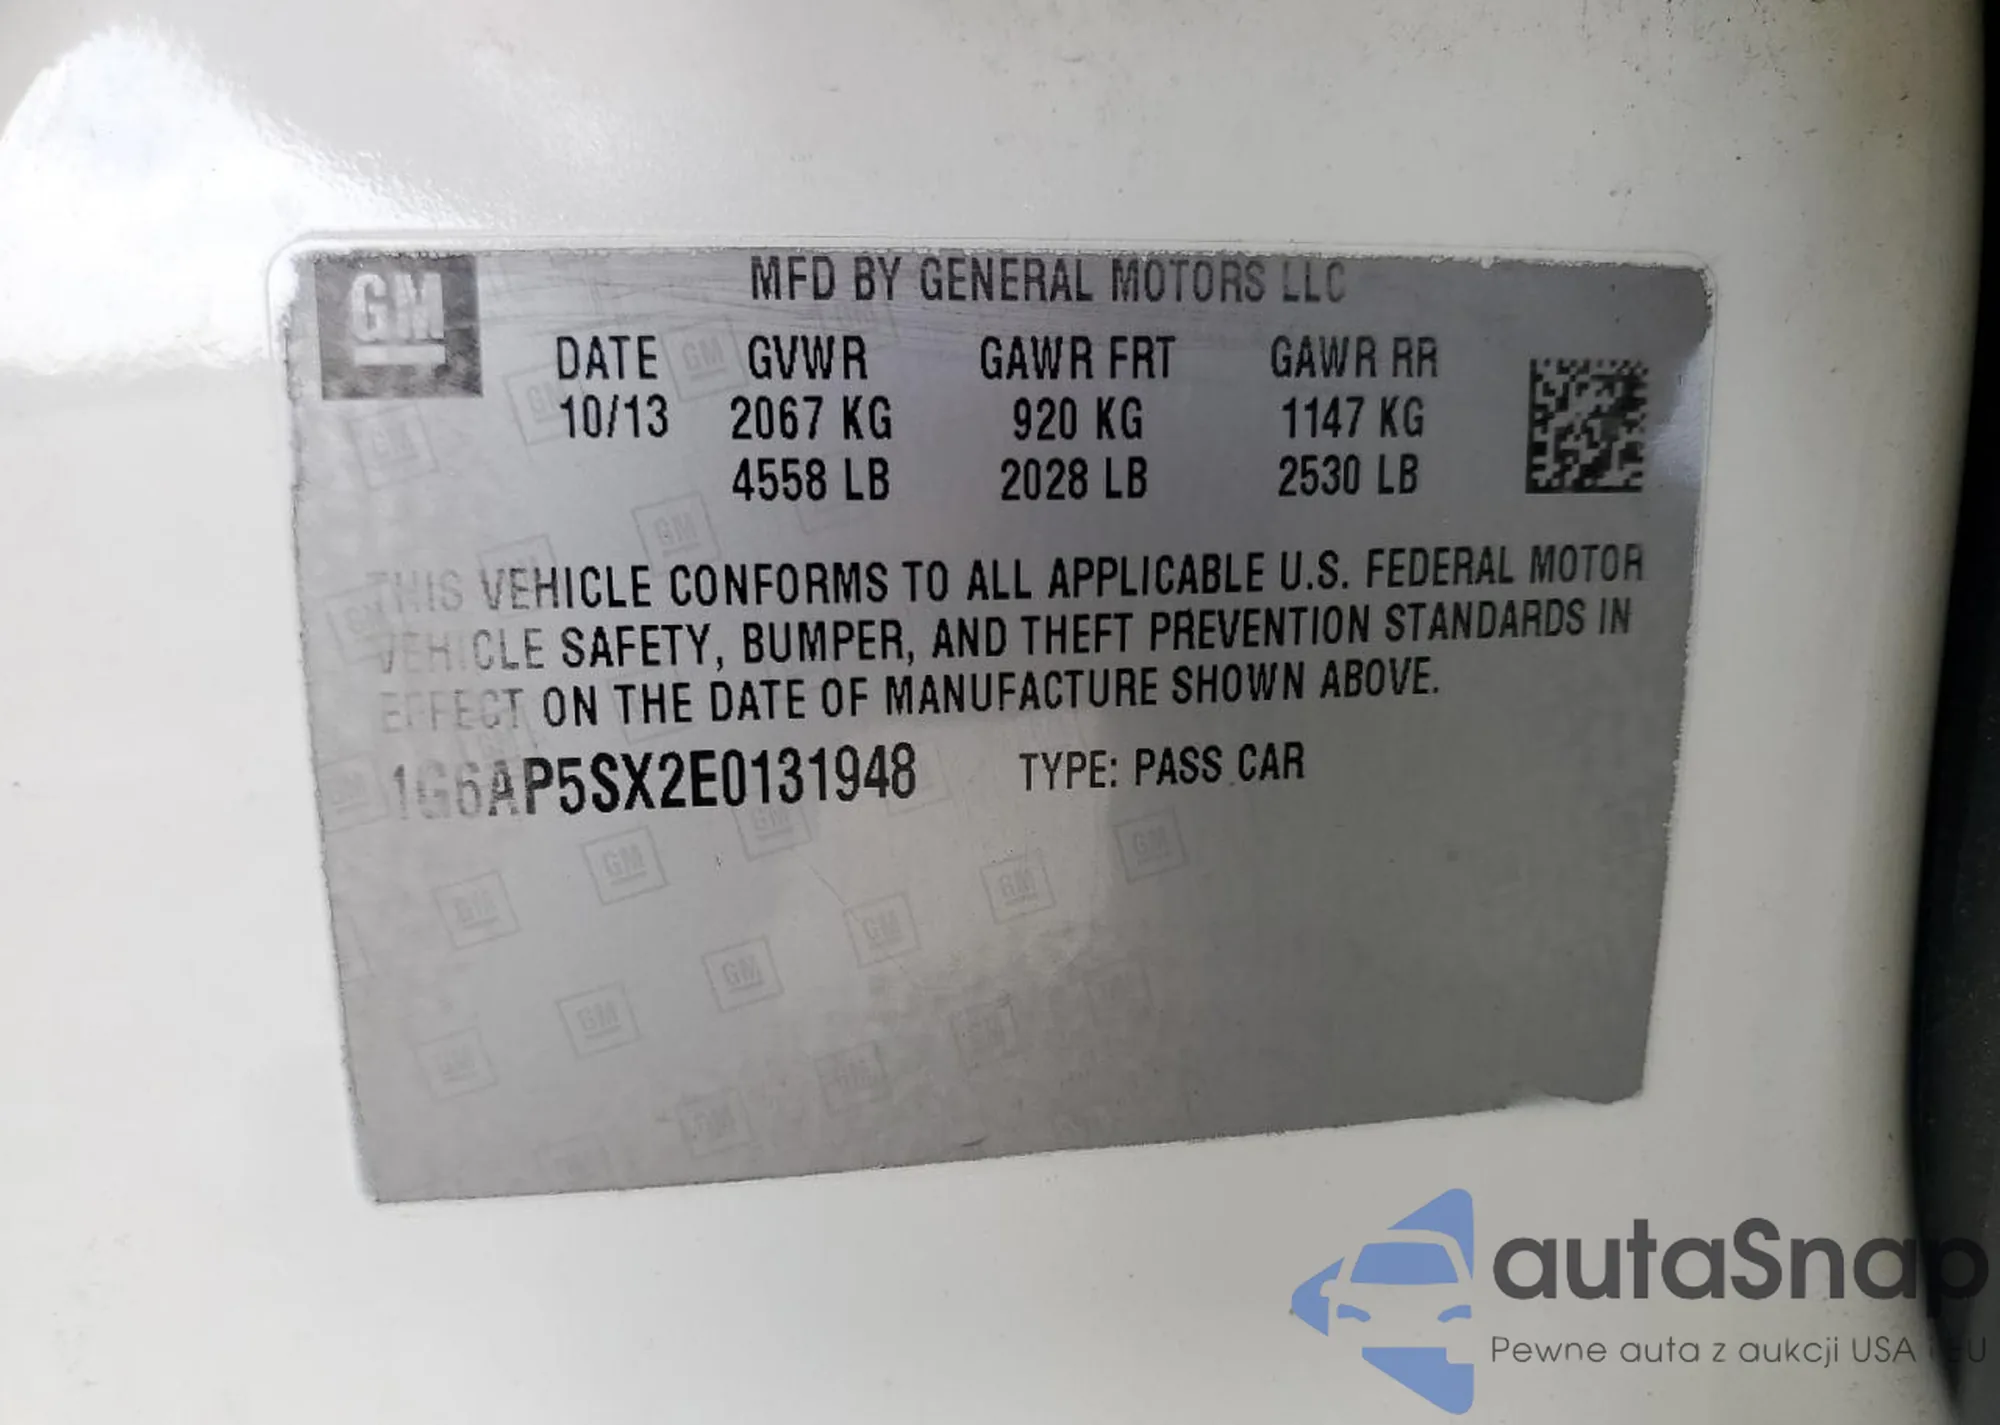 GM
MFD BY GENERAL MOTORS LLC
DATE GVWR GAWR FRT GAWR RR
10/13 2067 KG 920 KG 1147 KG
4558 LB 2028 LB 2530 LB
THIS VEHICLE CONFORMS TO ALL APPLICABLE U.S. FEDERAL MOTOR
VEHICLE SAFETY, BUMPER, AND THEFT PREVENTION STANDARDS IN
EFFECT ON THE DATE OF MANUFACTURE SHOWN ABOVE.
1G6AP5SX2E0131948 TYPE: PASS CAR
autaSnap
Pewne auta z aukcji USA i EU